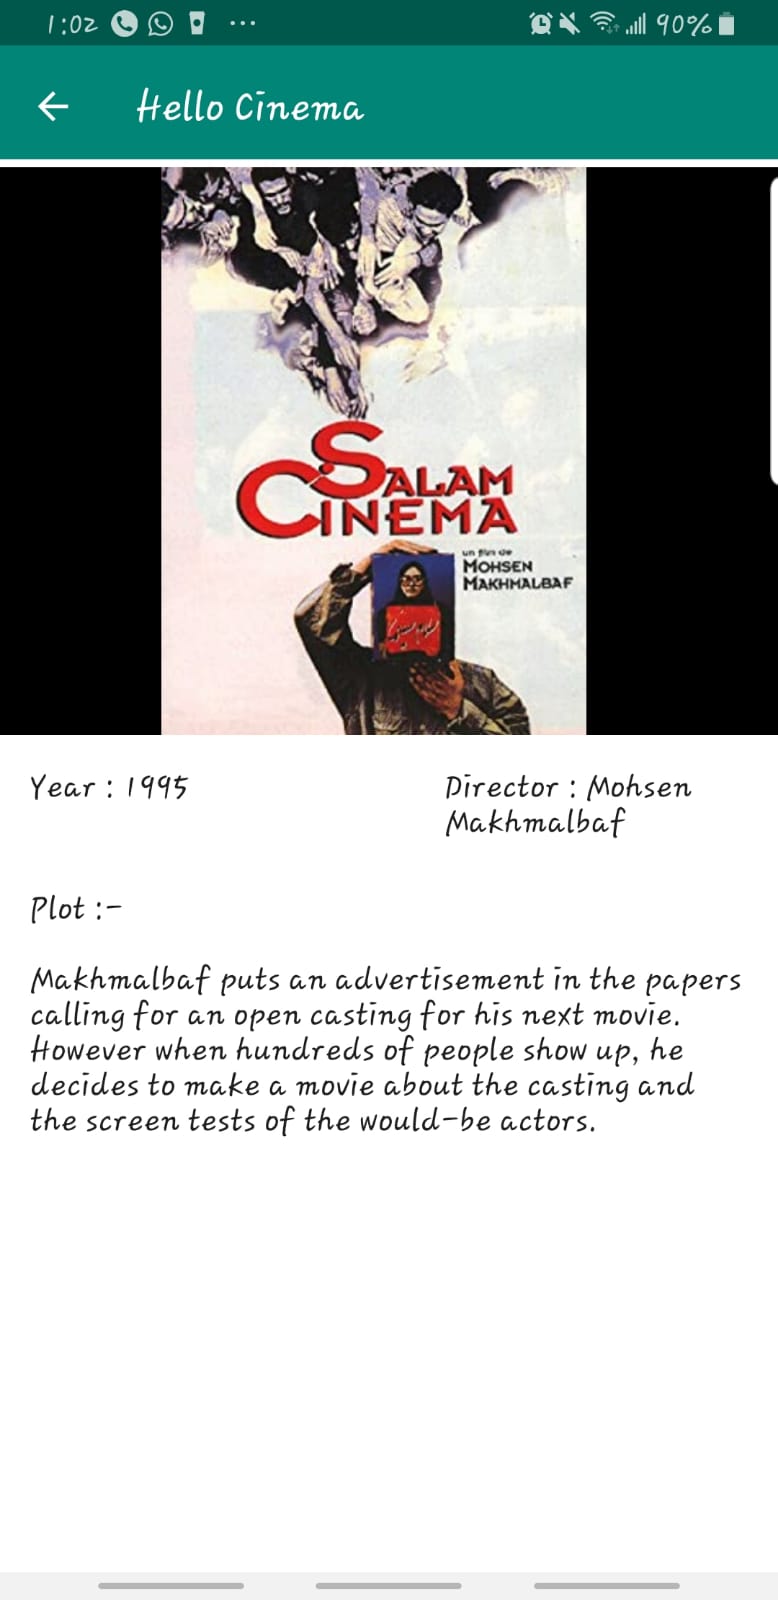 1:02
90%
Hello Cinema
SALAM
CINEMA
un film de
MOHSEN
MAKHMALBAF
سلام سینما
Year : 1995
Director : Mohsen
Makhmalbaf
Plot :-
Makhmalbaf puts an advertisement in the papers
calling for an open casting for his next movie.
However when hundreds of people show up, he
decides to make a movie about the casting and
the screen tests of the would-be actors.